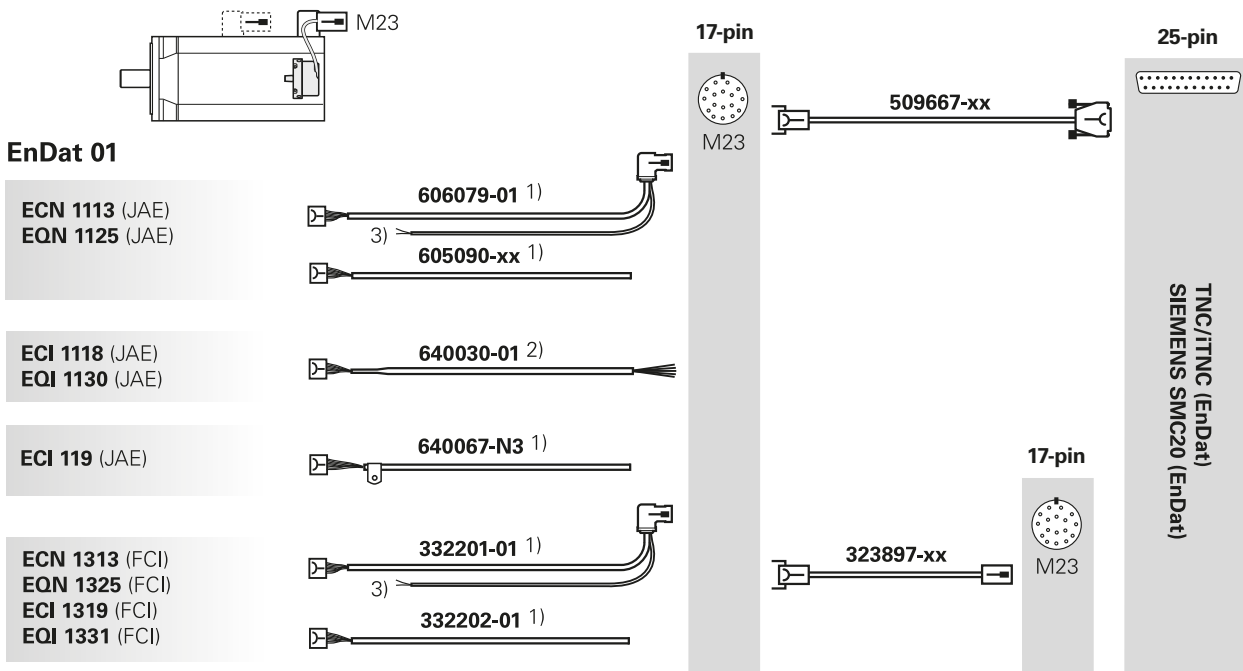 M23
17-pin
25-pin
M23
509667-xx
EnDat 01
ECN 1113 (JAE)
EQN 1125 (JAE)
606079-01 1)
3)
605090-xx 1)
ECI 1118 (JAE)
EQI 1130 (JAE)
640030-01 2)
ECI 119 (JAE)
640067-N3 1)
ECN 1313 (FCI)
EQN 1325 (FCI)
ECI 1319 (FCI)
EQI 1331 (FCI)
332201-01 1)
3)
332202-01 1)
323897-xx
17-pin
M23
TNC/iTNC (EnDat)
SIEMENS SMC20 (EnDat)